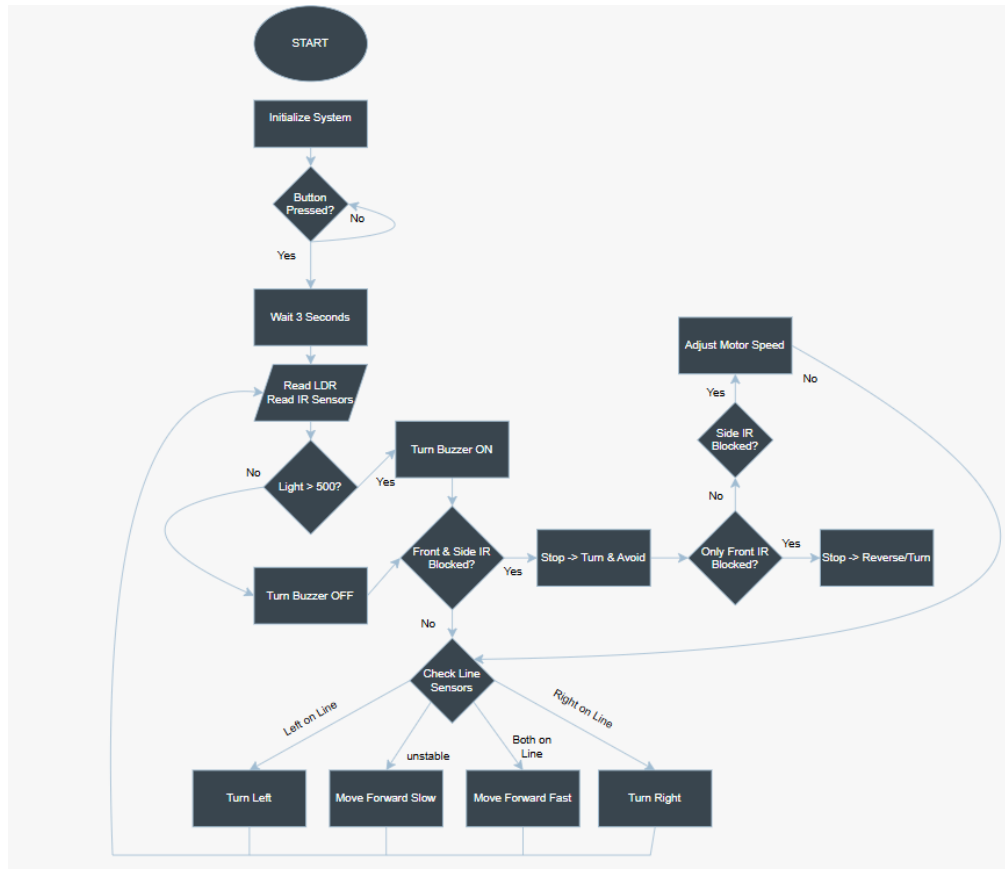 START
Initialize System
Button
Pressed?
No
Yes
Wait 3 Seconds
Read LDR
Read IR Sensors
Light > 500?
No
Yes
Turn Buzzer ON
Turn Buzzer OFF
Front & Side IR
Blocked?
Yes
No
Stop -> Turn & Avoid
Only Front IR
Blocked?
Yes
Stop -> Reverse/Turn
No
Side IR
Blocked?
Yes
Adjust Motor Speed
No
Check Line
Sensors
Left on Line
unstable
Both on
Line
Right on Line
Turn Left
Move Forward Slow
Move Forward Fast
Turn Right